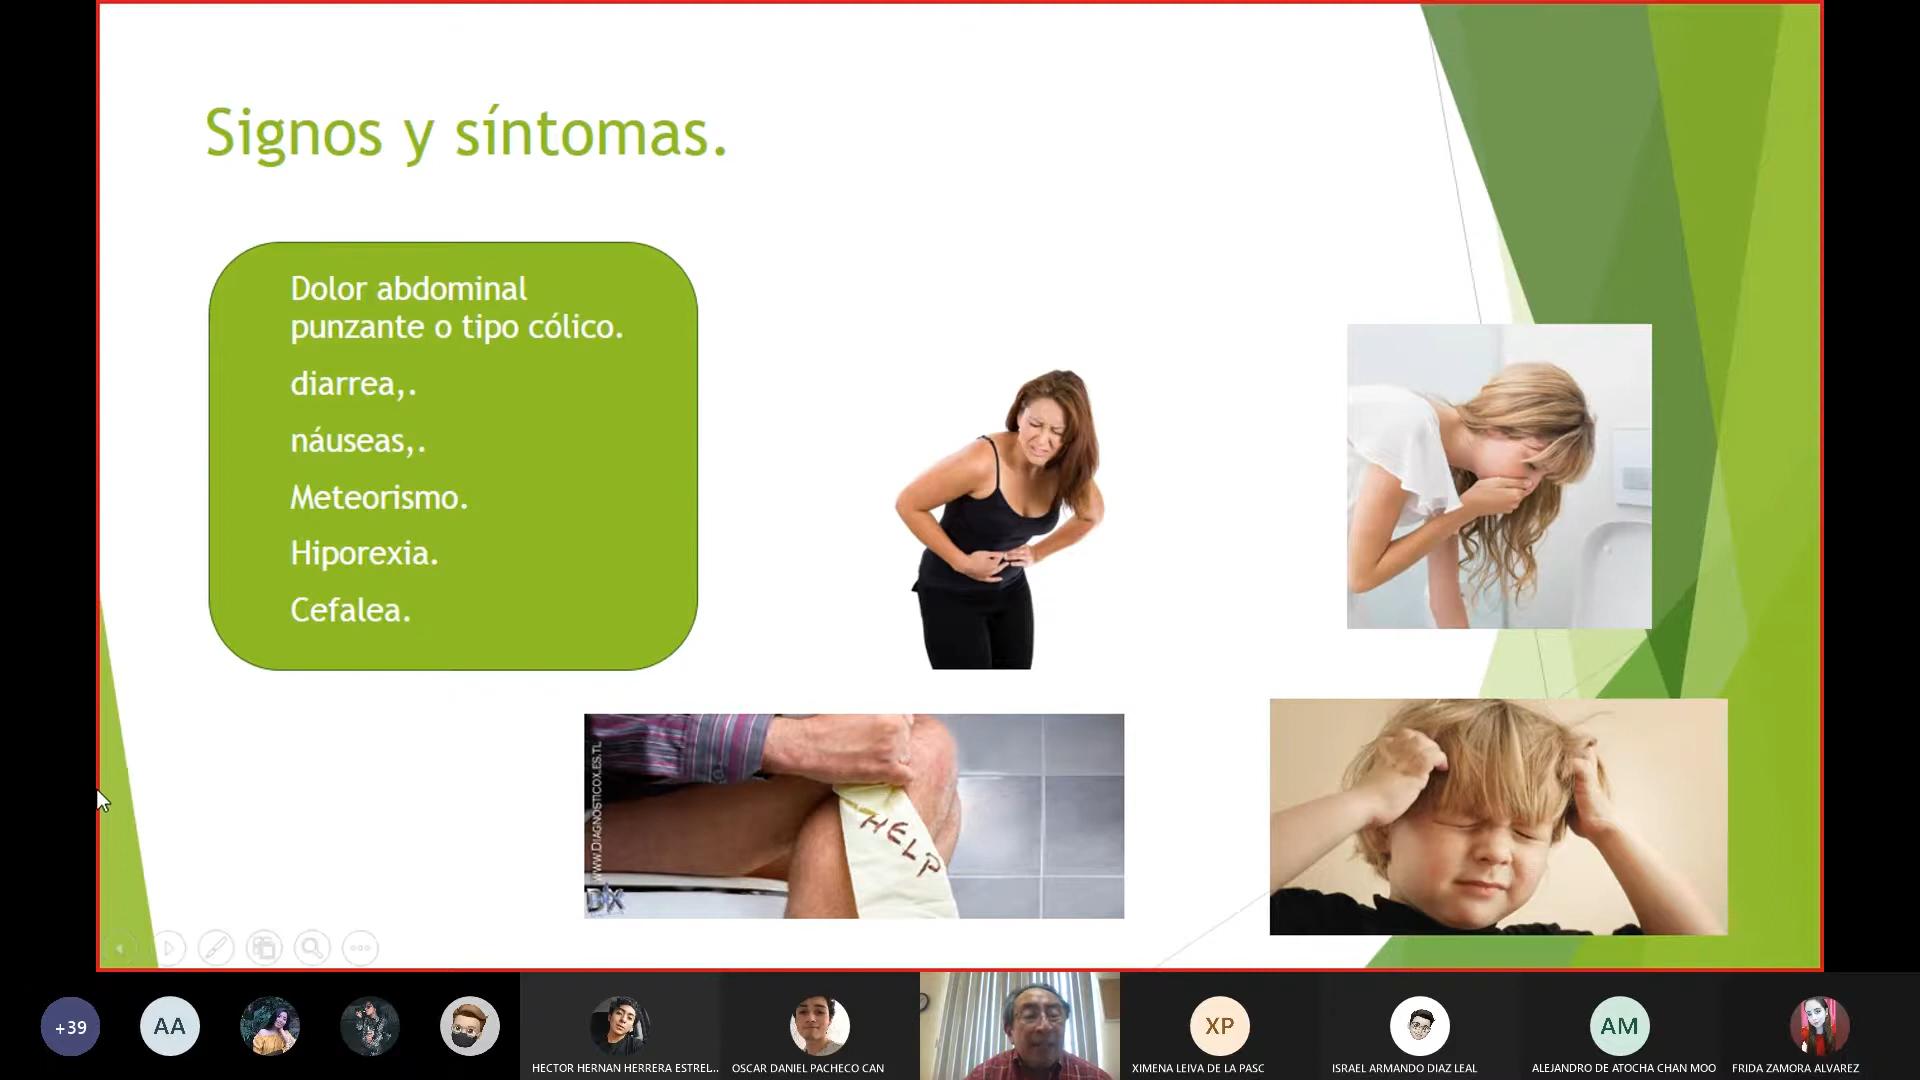 Signos y síntomas.
Dolor abdominal
punzante o tipo cólico.
diarrea,.
náuseas,.
Meteorismo.
Hiporexia.
Cefalea.
WWW.DIAGNOSTICOX.ES.TL
DX
HELP
+39
AA
HECTOR HERNAN HERRERA ESTREL...
OSCAR DANIEL PACHECO CAN
XP
XIMENA LEIVA DE LA PASC
ISRAEL ARMANDO DIAZ LEAL
AM
ALEJANDRO DE ATOCHA CHAN MOO
FRIDA ZAMORA ALVAREZ